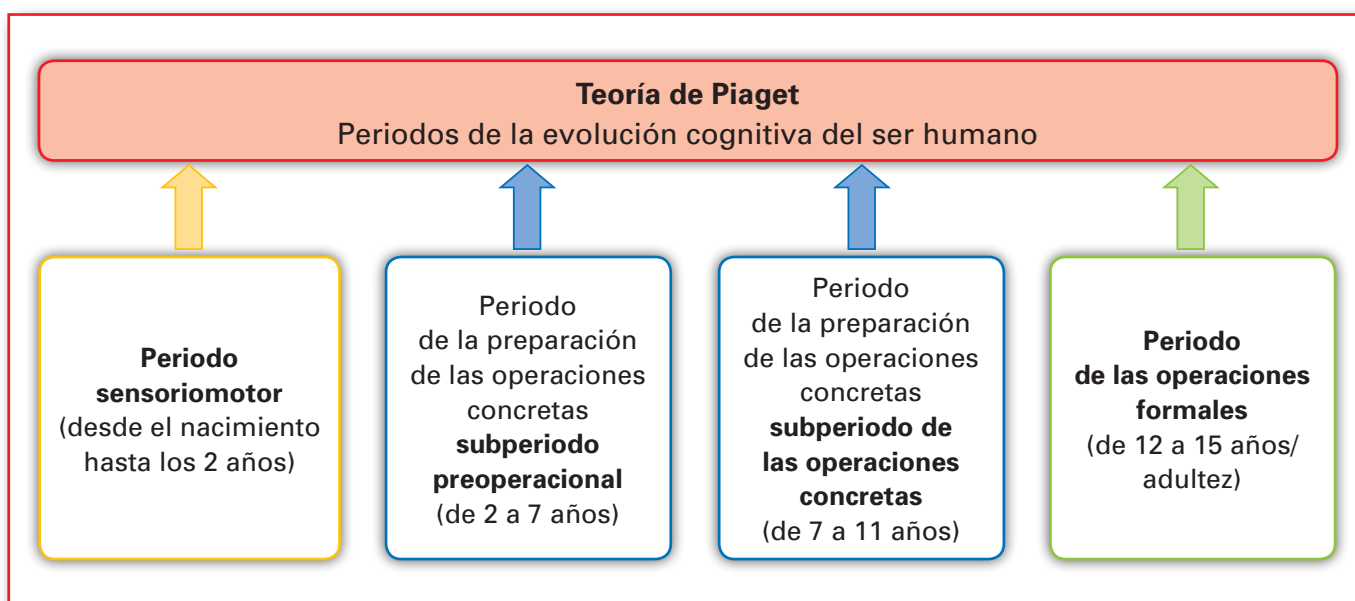 Teoría de Piaget
Periodos de la evolución cognitiva del ser humano
Periodo
sensoriomotor
(desde el nacimiento
hasta los 2 años)
Periodo
de la preparación
de las operaciones
concretas
subperiodo
preoperacional
(de 2 a 7 años)
Periodo
de la preparación
de las operaciones
concretas
subperiodo de
las operaciones
concretas
(de 7 a 11 años)
Periodo
de las operaciones
formales
(de 12 a 15 años/
adultez)